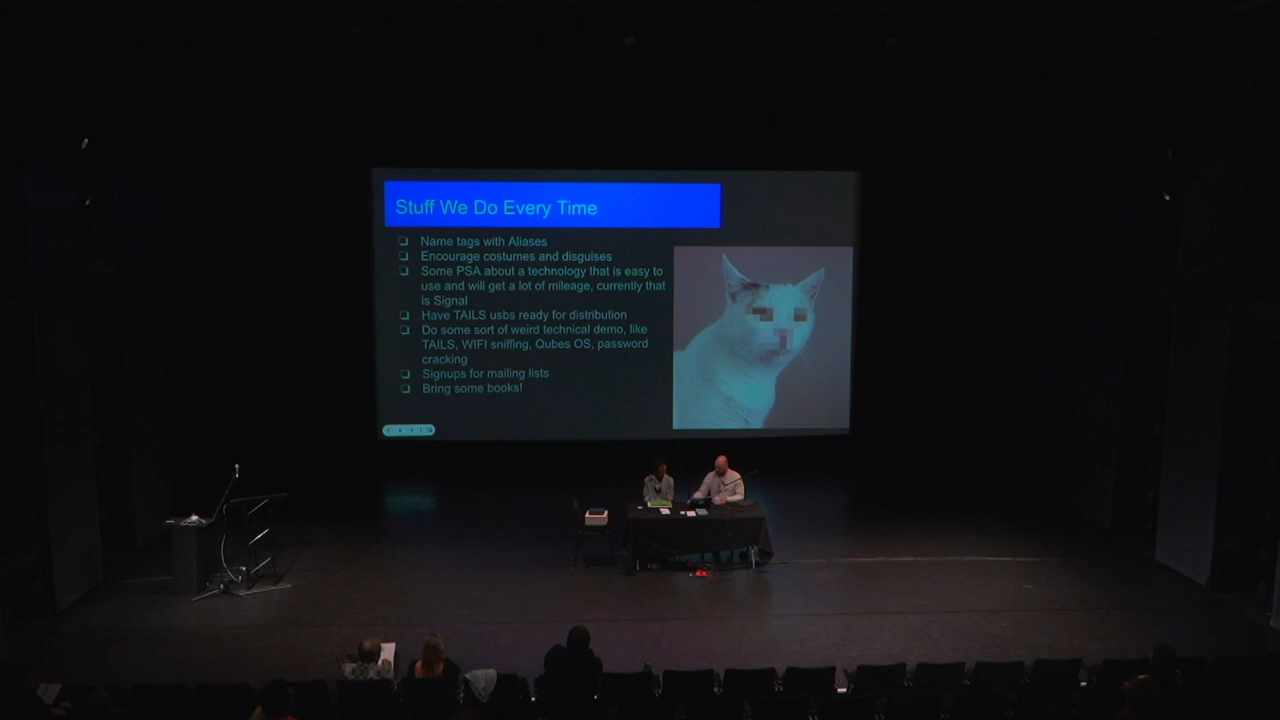 Stuff We Do Every Time
❑ Name tags with Aliases
❑ Encourage costumes and disguises
❑ Some PSA about a technology that is easy to
use and will get a lot of mileage, currently that
is Signal
❑ Have TAILS usbs ready for distribution
❑ Do some sort of weird technical demo, like
TAILS, WIFI sniffing, Qubes OS, password
cracking
❑ Signups for mailing lists
❑ Bring some books!